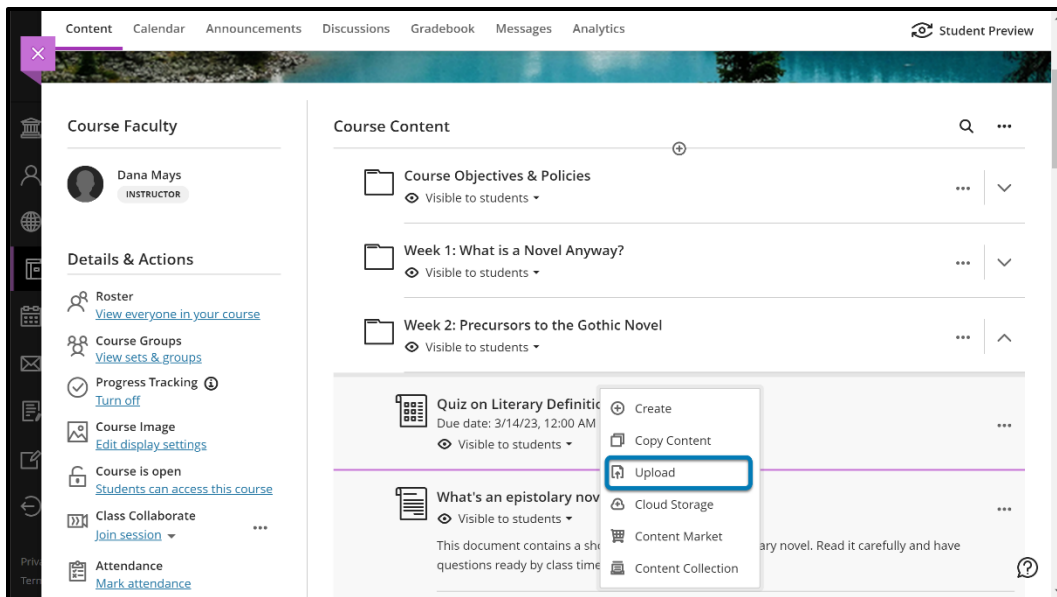 Content Calendar Announcements Discussions Gradebook Messages Analytics
Student Preview
Course Faculty
Dana Mays
INSTRUCTOR
Details & Actions
Roster
View everyone in your course
Course Groups
View sets & groups
Progress Tracking
Turn off
Course Image
Edit display settings
Course is open
Students can access this course
Class Collaborate
Join session
Attendance
Mark attendance
Course Content
Course Objectives & Policies
Visible to students
Week 1: What is a Novel Anyway?
Visible to students
Week 2: Precursors to the Gothic Novel
Visible to students
Quiz on Literary
Due date: 3/14/23, 12:00 AM
Visible to students
What's an epistolary
Visible to students
This document contains a
novel. Read it carefully and have
questions ready by class
Create
Copy Content
Upload
Cloud Storage
Content Market
Content Collection